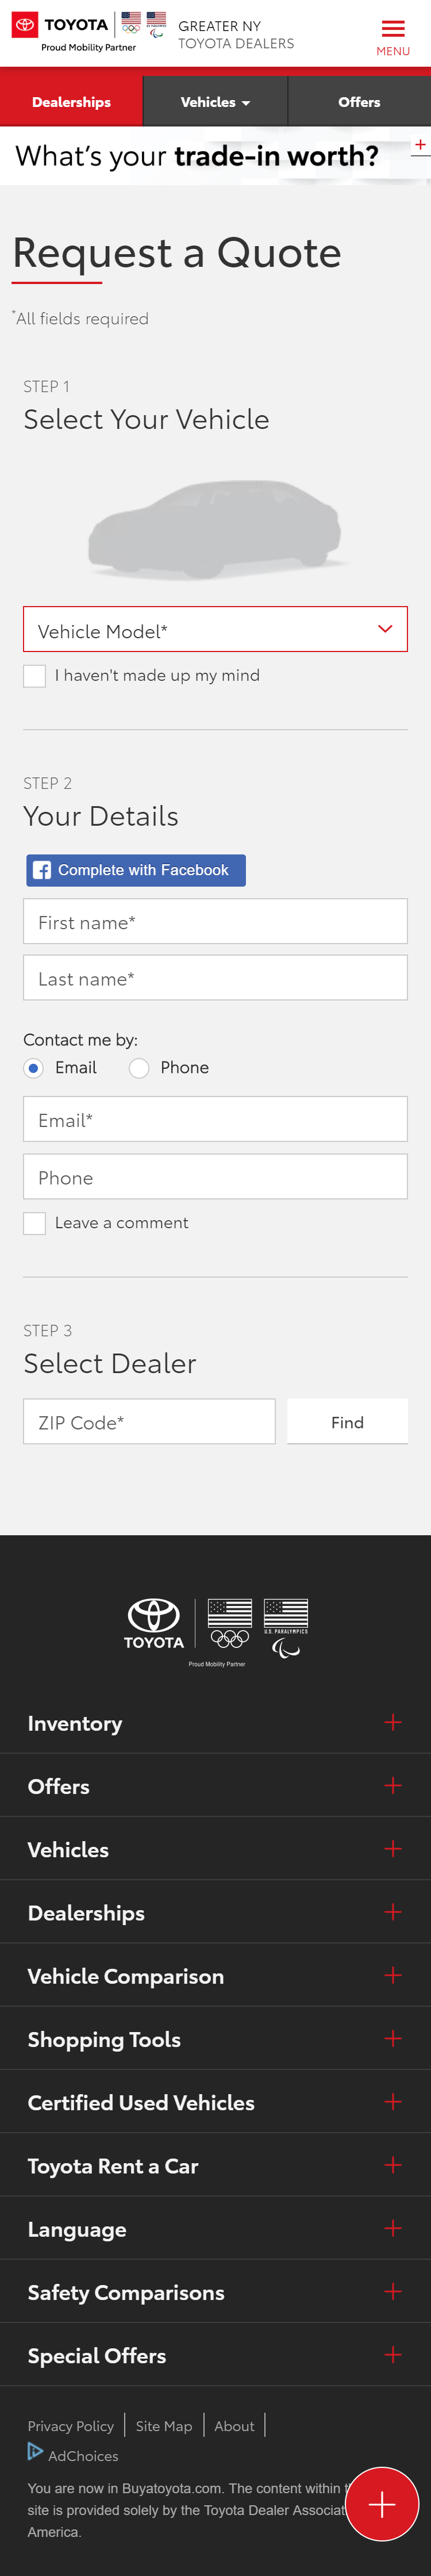 TOYOTA
Proud Mobility Partner
GREATER NY
TOYOTA DEALERS
MENU
Dealerships
Vehicles
Offers
What's your trade-in worth?
Request a Quote
*All fields required
STEP 1
Select Your Vehicle
Vehicle Model*
I haven't made up my mind
STEP 2
Your Details
Complete with Facebook
First name*
Last name*
Contact me by:
Email
Phone
Email*
Phone
Leave a comment
STEP 3
Select Dealer
ZIP Code*
Find
TOYOTA
U.S. PARALYMPICS
Proud Mobility Partner
Inventory
Offers
Vehicles
Dealerships
Vehicle Comparison
Shopping Tools
Certified Used Vehicles
Toyota Rent a Car
Language
Safety Comparisons
Special Offers
Privacy Policy
Site Map
About
AdChoices
You are now in Buyatoyota.com. The content within
site is provided solely by the Toyota Dealer
America.